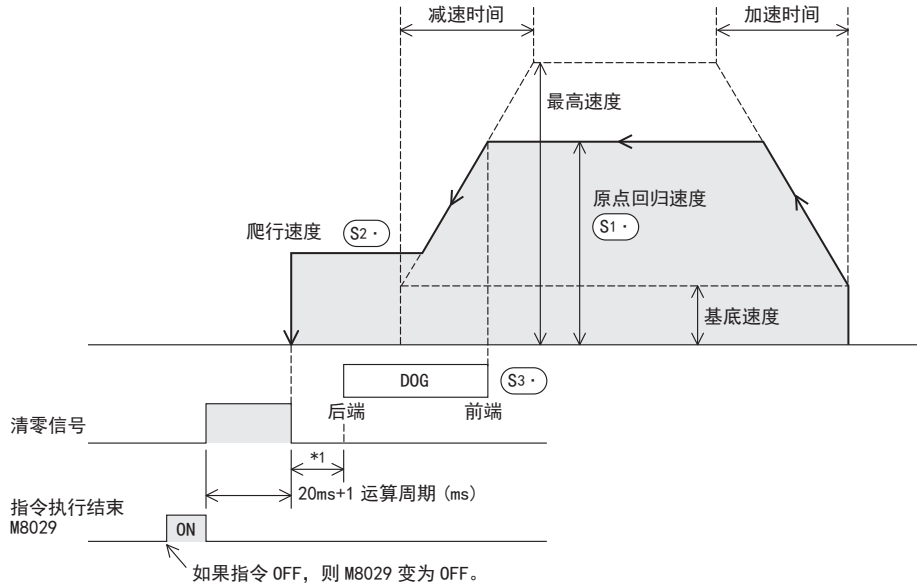 减速时间
加速时间
最高速度
原点回归速度
S1·
爬行速度 S2·
基底速度
DOG S3·
后端 前端
清零信号
*1
20ms+1 运算周期 (ms)
指令执行结束
M8029
ON
如果指令 OFF，则 M8029 变为 OFF。